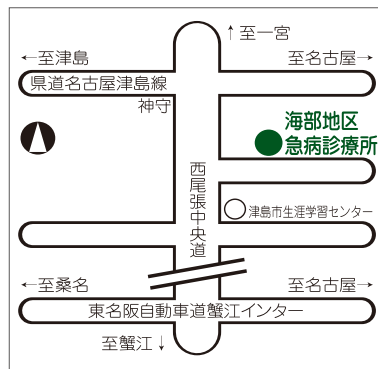 ↑至一宮
←至津島
至名古屋→
県道名古屋津島線
神守
海部地区
急病診療所
西尾張中央道
津島市生涯学習センター
←至桑名
至名古屋→
東名阪自動車道蟹江インター
至蟹江↓